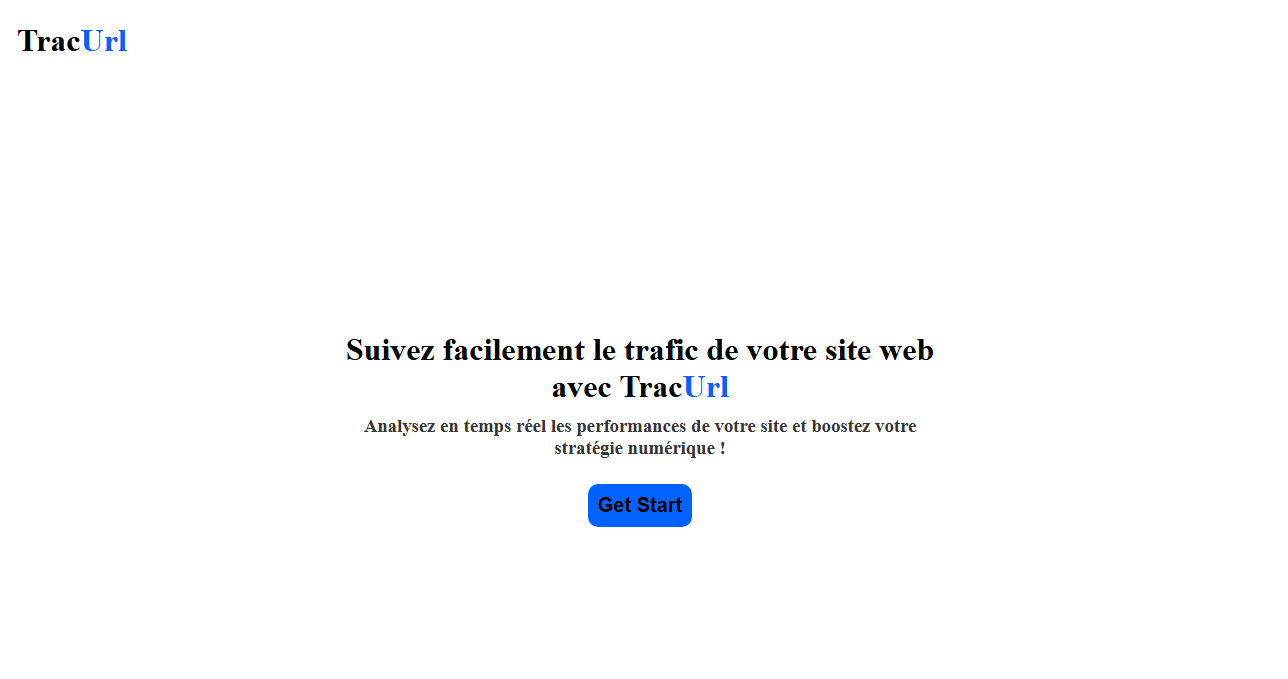 TracUrl
Suivez facilement le trafic de votre site web
avec TracUrl
Analysez en temps réel les performances de votre site et boostez votre
stratégie numérique !
Get Start